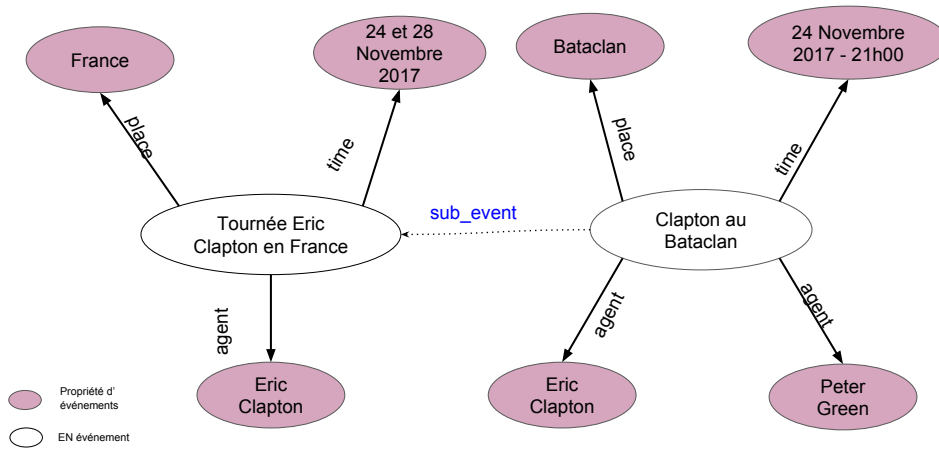 France
24 et 28
Novembre
2017
Bataclan
24 Novembre
2017 - 21h00
place
time
place
time
sub_event
Tournée Eric
Clapton en France
Clapton au
Bataclan
agent
agent
agent
Eric
Clapton
Eric
Clapton
Peter
Green
Propriété d'
événements
EN événement